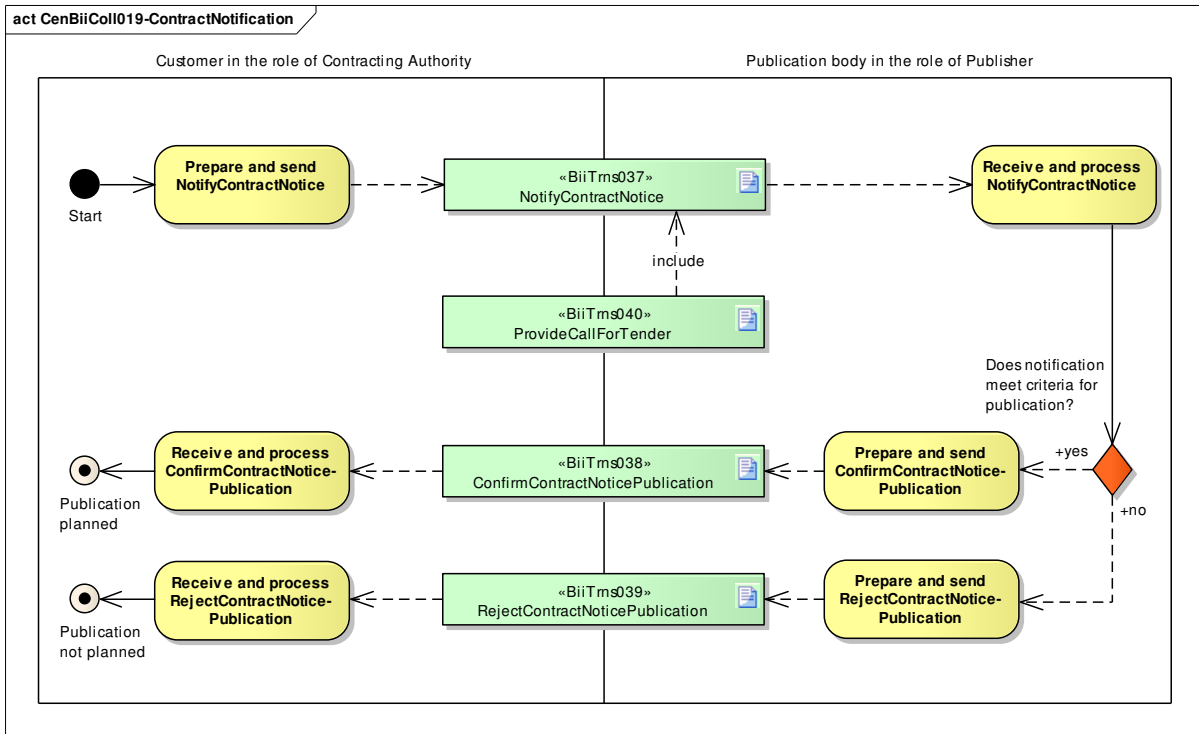 act CenBiiColl019-ContractNotification
Customer in the role of Contracting Authority
Publication body in the role of Publisher
Start
Prepare and send
NotifyContractNotice
«BiiTrns037»
NotifyContractNotice
Receive and process
NotifyContractNotice
include
«BiiTrns040»
ProvideCallForTender
Does notification
meet criteria for
publication?
+yes
+no
Prepare and send
ConfirmContractNotice-
Publication
«BiiTrns038»
ConfirmContractNoticePublication
Receive and process
ConfirmContractNotice-
Publication
Publication
planned
Prepare and send
RejectContractNotice-
Publication
«BiiTrns039»
RejectContractNoticePublication
Receive and process
RejectContractNotice-
Publication
Publication
not planned